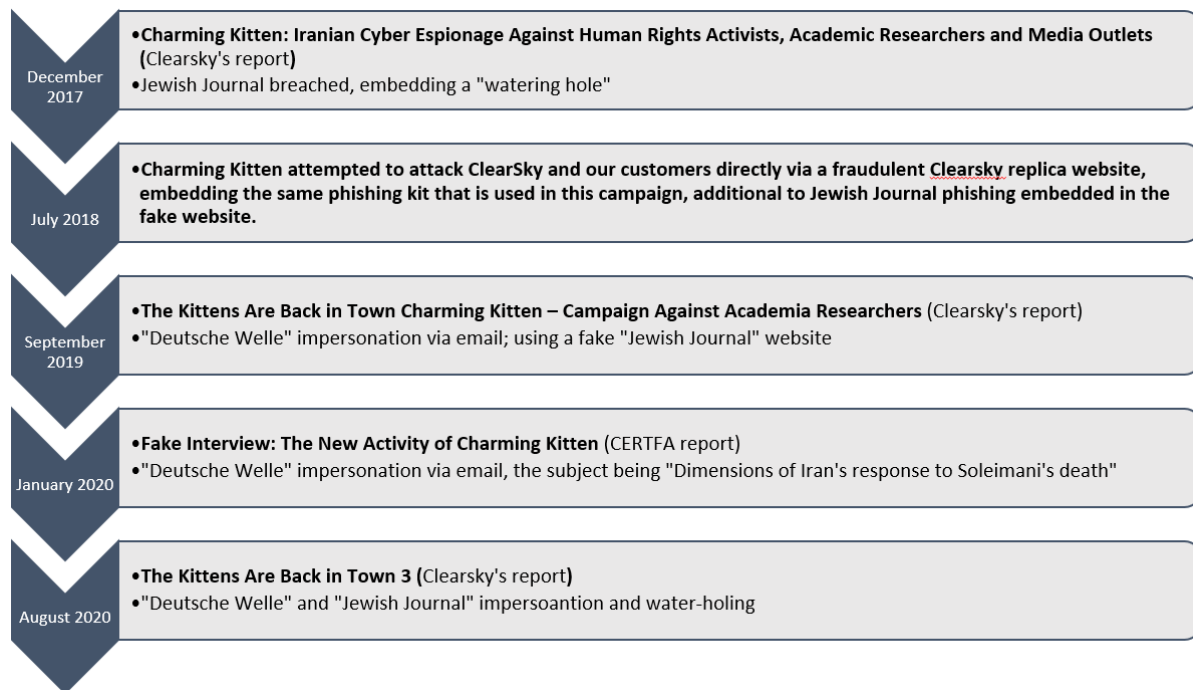 December
2017
•Charming Kitten: Iranian Cyber Espionage Against Human Rights Activists, Academic Researchers and Media Outlets
(Clearsky's report)
•Jewish Journal breached, embedding a "watering hole"
July 2018
•Charming Kitten attempted to attack ClearSky and our customers directly via a fraudulent Clearsky replica website,
embedding the same phishing kit that is used in this campaign, additional to Jewish Journal phishing embedded in the
fake website.
September
2019
•The Kittens Are Back in Town Charming Kitten – Campaign Against Academia Researchers (Clearsky's report)
•"Deutsche Welle" impersonation via email; using a fake "Jewish Journal" website
January 2020
•Fake Interview: The New Activity of Charming Kitten (CERTFA report)
•"Deutsche Welle" impersonation via email, the subject being "Dimensions of Iran's response to Soleimani's death"
August 2020
•The Kittens Are Back in Town 3 (Clearsky's report)
•"Deutsche Welle" and "Jewish Journal" impersoantion and water-holing